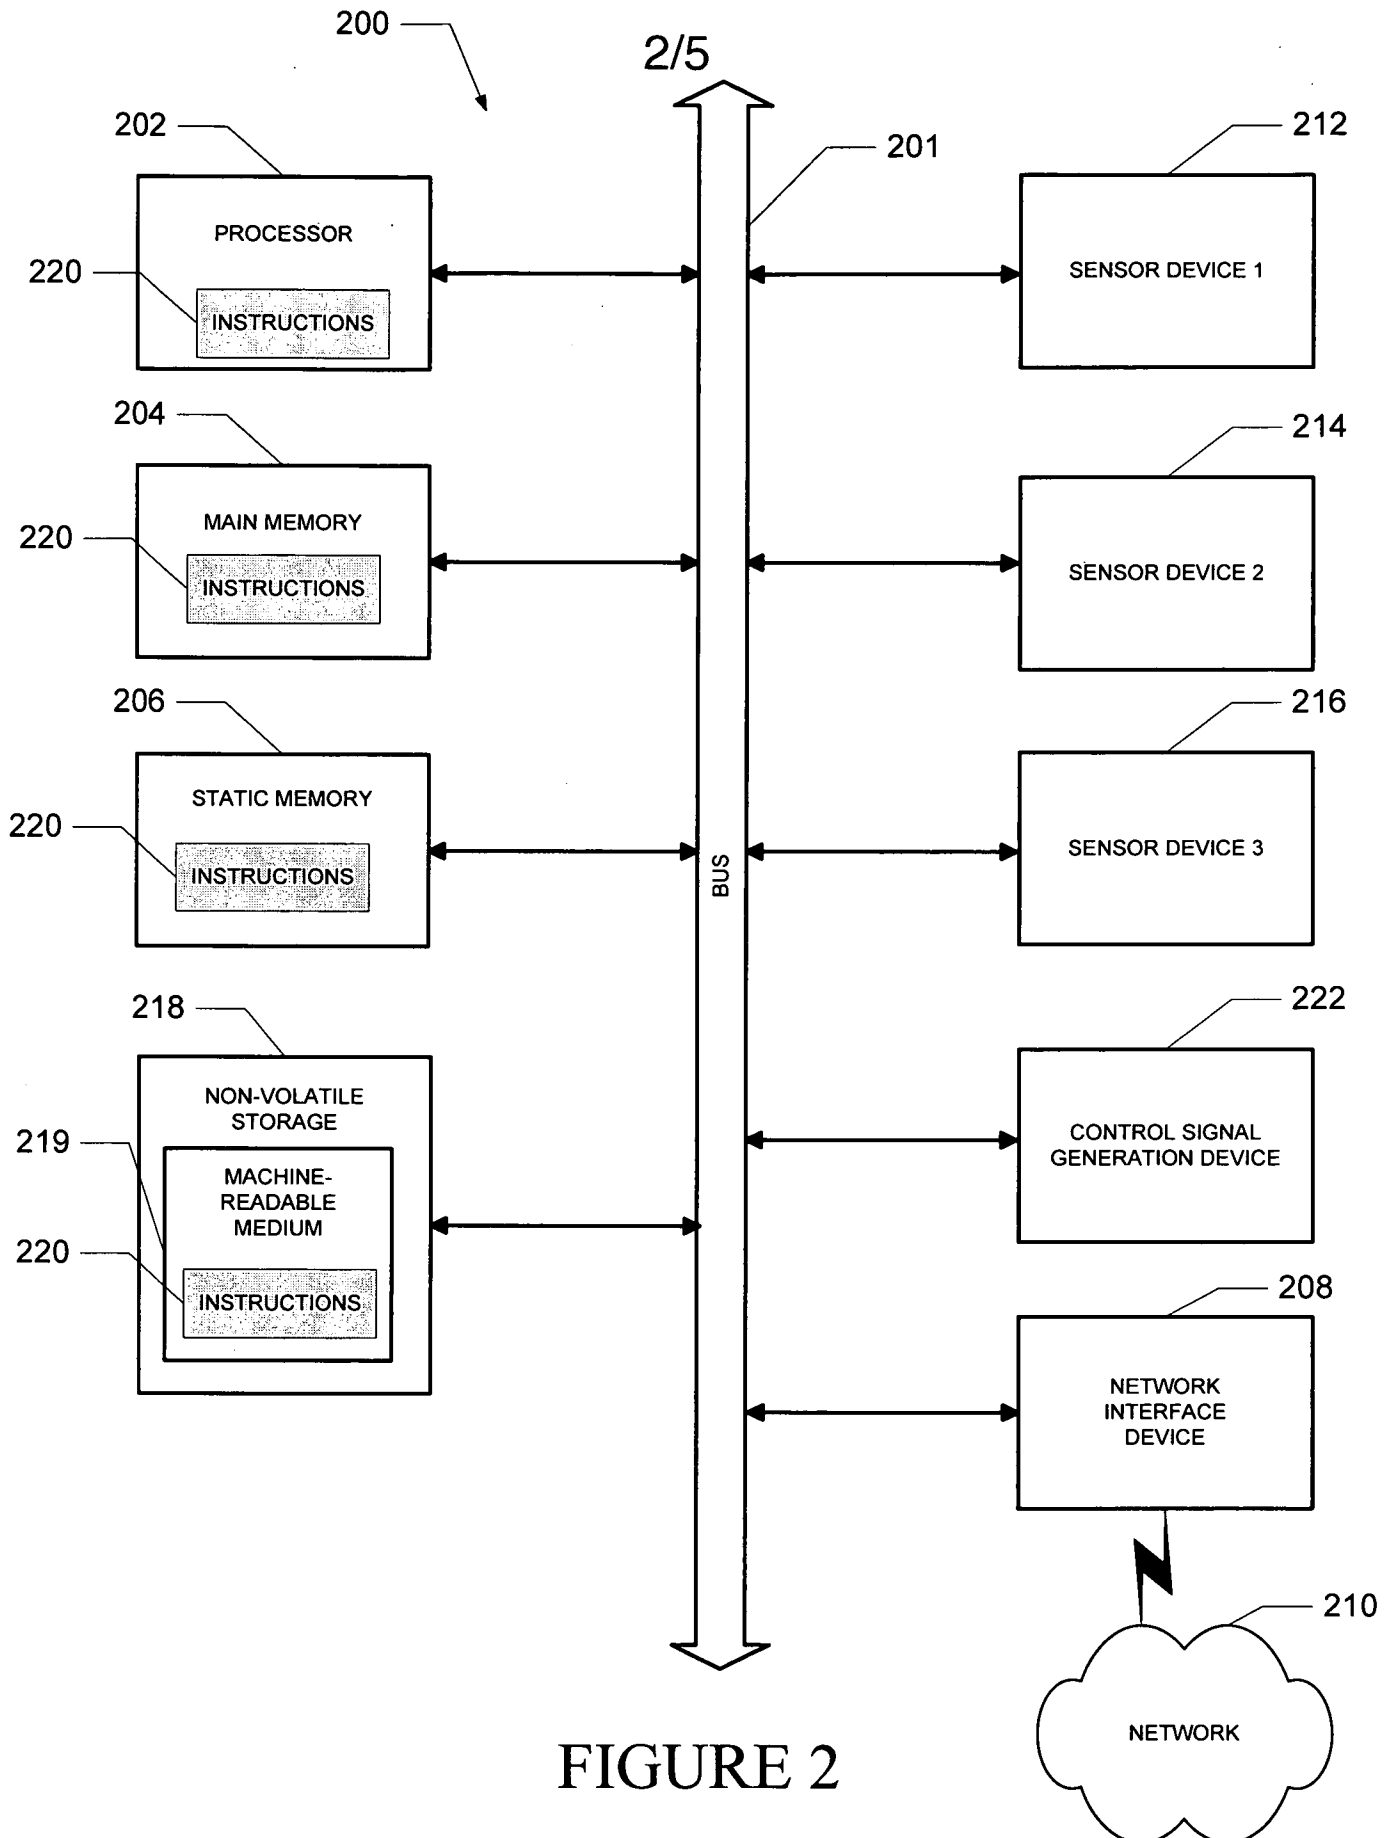 200
2/5
202
201
212
PROCESSOR
220
INSTRUCTIONS
SENSOR DEVICE 1
204
214
MAIN MEMORY
220
INSTRUCTIONS
SENSOR DEVICE 2
206
216
STATIC MEMORY
220
INSTRUCTIONS
BUS
SENSOR DEVICE 3
218
222
NON-VOLATILE
STORAGE
219
MACHINE-
READABLE
MEDIUM
220
INSTRUCTIONS
CONTROL SIGNAL
GENERATION DEVICE
208
NETWORK
INTERFACE
DEVICE
210
NETWORK
FIGURE 2